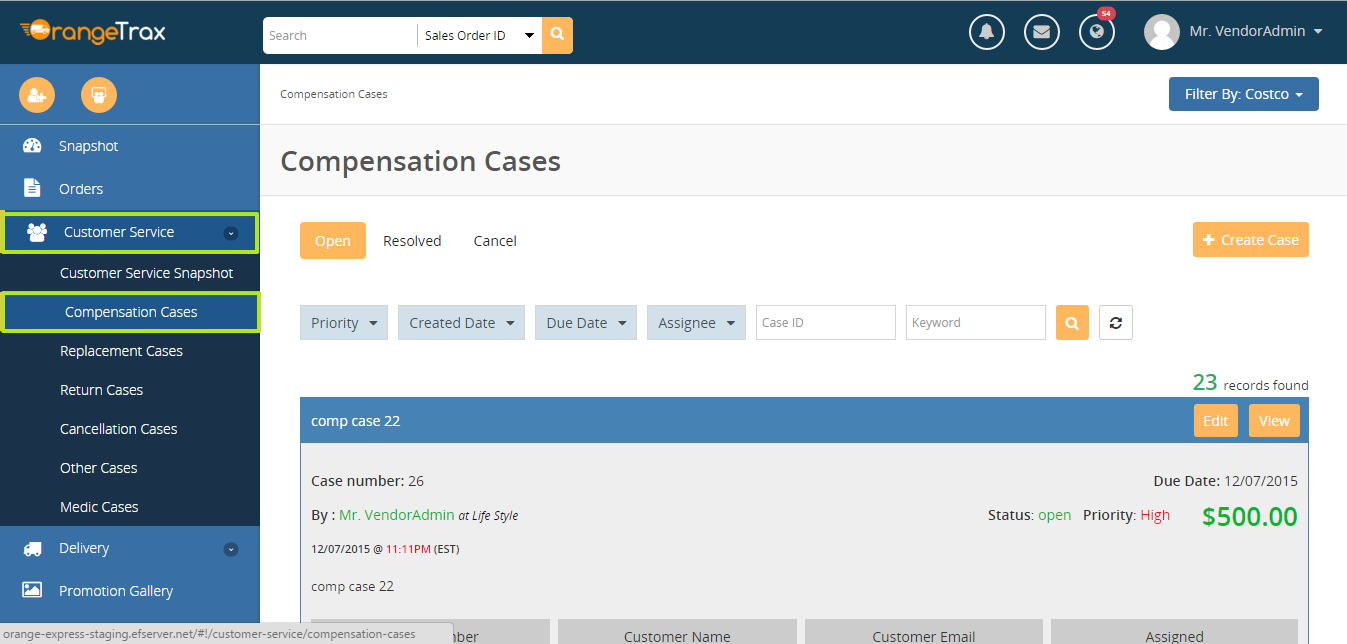 OrangeTrax
Search
Sales Order ID
54
Mr. VendorAdmin
Compensation Cases
Filter By: Costco
Snapshot
Orders
Customer Service
Customer Service Snapshot
Compensation Cases
Replacement Cases
Return Cases
Cancellation Cases
Other Cases
Medic Cases
Delivery
Promotion Gallery
Compensation Cases
Open Resolved Cancel
+ Create Case
Priority Created Date Due Date Assignee Case ID Keyword
23 records found
comp case 22
Edit View
Case number: 26
Due Date: 12/07/2015
By : Mr. VendorAdmin at Life Style
Status: open Priority: High $500.00
12/07/2015 @ 11:11PM (EST)
comp case 22
Customer Name Customer Email Assigned
orange-express-staging.efserver.net/#!/customer-service/compensation-cases